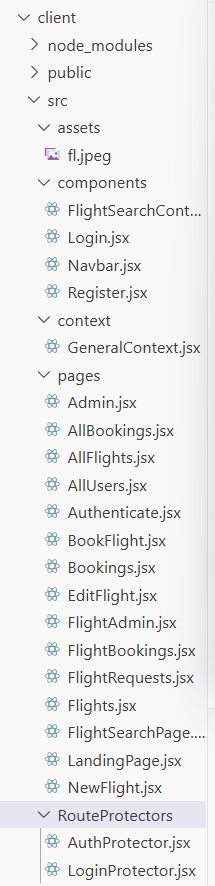 client
node_modules
public
src
assets
fl.jpeg
components
FlightSearchCont...
Login.jsx
Navbar.jsx
Register.jsx
context
GeneralContext.jsx
pages
Admin.jsx
AllBookings.jsx
AllFlights.jsx
AllUsers.jsx
Authenticate.jsx
BookFlight.jsx
Bookings.jsx
EditFlight.jsx
FlightAdmin.jsx
FlightBookings.jsx
FlightRequests.jsx
Flights.jsx
FlightSearchPage....
LandingPage.jsx
NewFlight.jsx
RouteProtectors
AuthProtector.jsx
LoginProtector.jsx